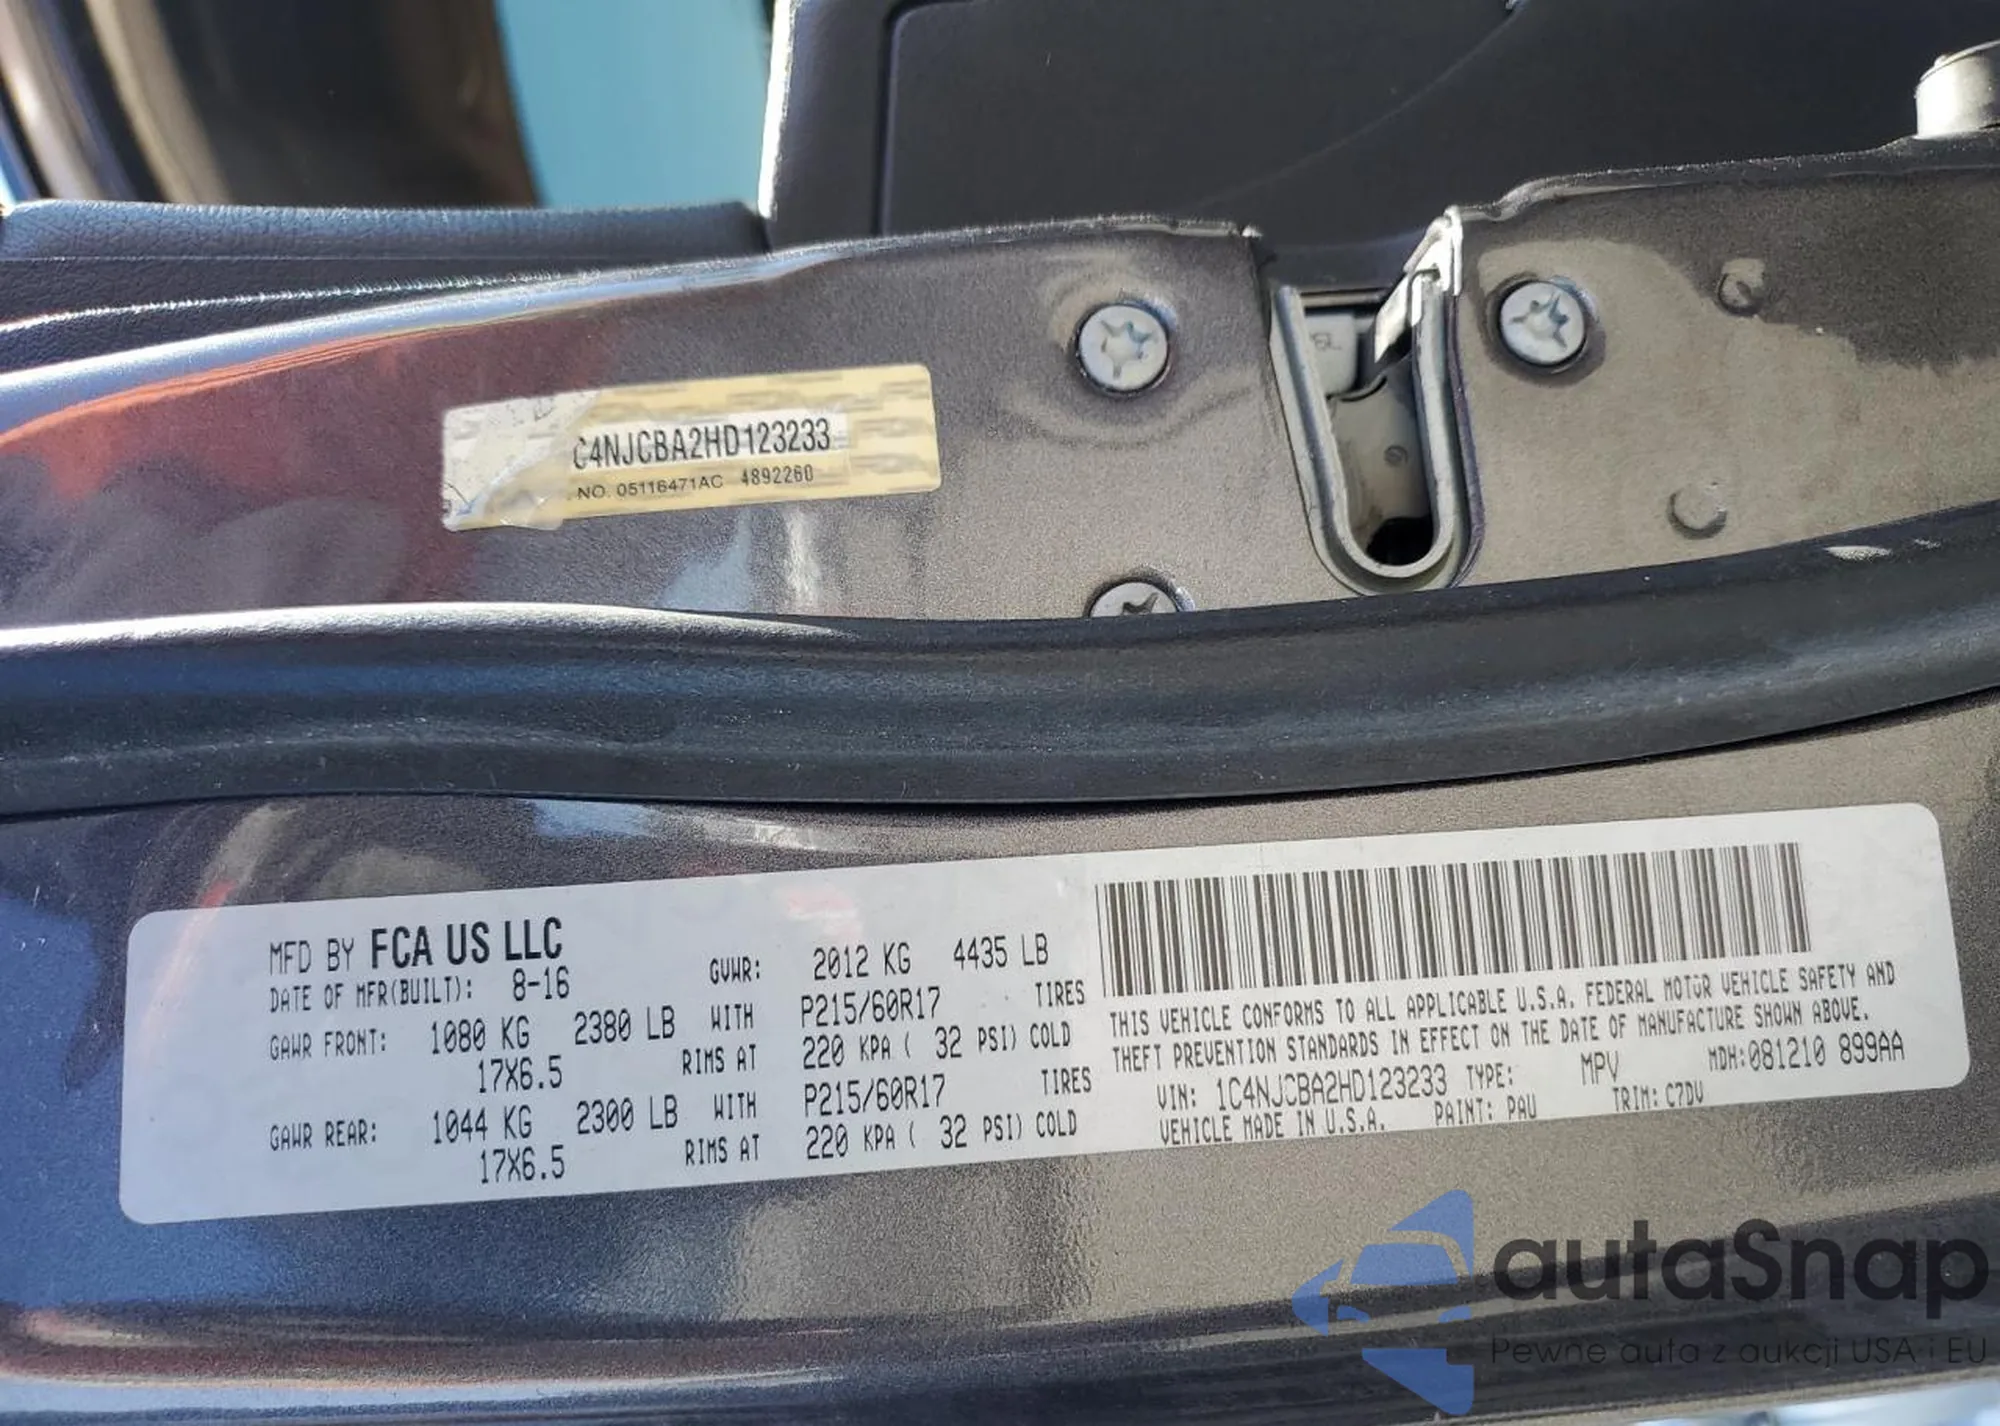 C4NJCBA2HD123233
NO. 05116471AC 4892260
MFD BY FCA US LLC
DATE OF MFR(BUILT): 8-16 GVWR: 2012 KG 4435 LB
GAWR FRONT: 1080 KG 2380 LB WITH P215/60R17 TIRES
17X6.5 RIMS AT 220 KPA ( 32 PSI) COLD
GAWR REAR: 1044 KG 2300 LB WITH P215/60R17 TIRES
17X6.5 RIMS AT 220 KPA ( 32 PSI) COLD
THIS VEHICLE CONFORMS TO ALL APPLICABLE U.S.A. FEDERAL MOTOR VEHICLE SAFETY AND
THEFT PREVENTION STANDARDS IN EFFECT ON THE DATE OF MANUFACTURE SHOWN ABOVE.
VIN: 1C4NJCBA2HD123233 TYPE: MPV MDH:081210 899AA
VEHICLE MADE IN U.S.A. PAINT: PAU TRIM: C7DV
autaSnap
Pewne auta z aukcji USA i EU